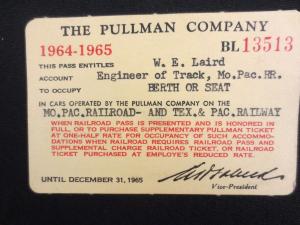 THE PULLMAN COMPANY
1964-1965 BL 13513
THIS PASS ENTITLES W. E. Laird
ACCOUNT Engineer of Track, Mo.Pac.RR.
TO OCCUPY BERTH OR SEAT
IN CARS OPERATED BY THE PULLMAN COMPANY ON THE
MO.PAC.RAILROAD- AND TEX.& PAC.RAILWAY
WHEN RAILROAD PASS IS PRESENTED AND IS HONORED IN
FULL, OR TO PURCHASE SUPPLEMENTARY PULLMAN TICKET
AT ONE-HALF RATE FOR OCCUPANCY OF SUCH ACCOMMO-
DATIONS WHEN RAILROAD REQUIRES RAILROAD PASS AND
SUPPLEMENTAL CHARGE RAILROAD TICKET, OR RAILROAD
TICKET PURCHASED AT EMPLOYE'S REDUCED RATE.
UNTIL DECEMBER 31, 1965
Vice-President